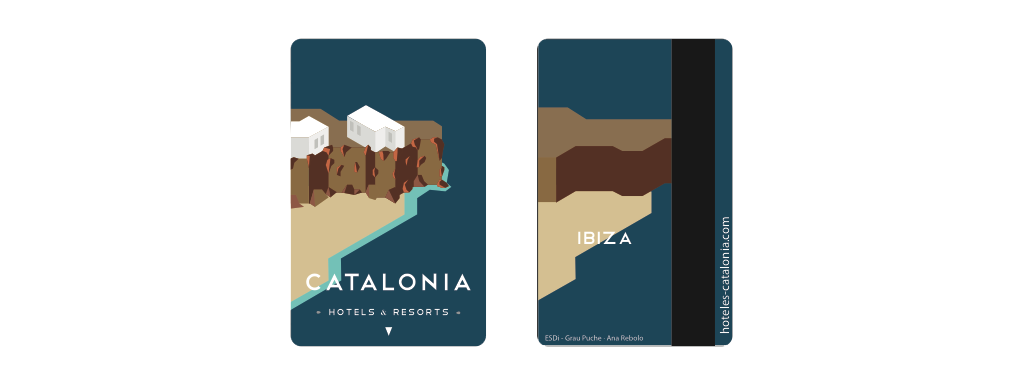 CATALONIA
- HOTELS & RESORTS -
IBIZA
hoteles-catalonia.com
ESDi - Grau Puche · Ana Rebolo